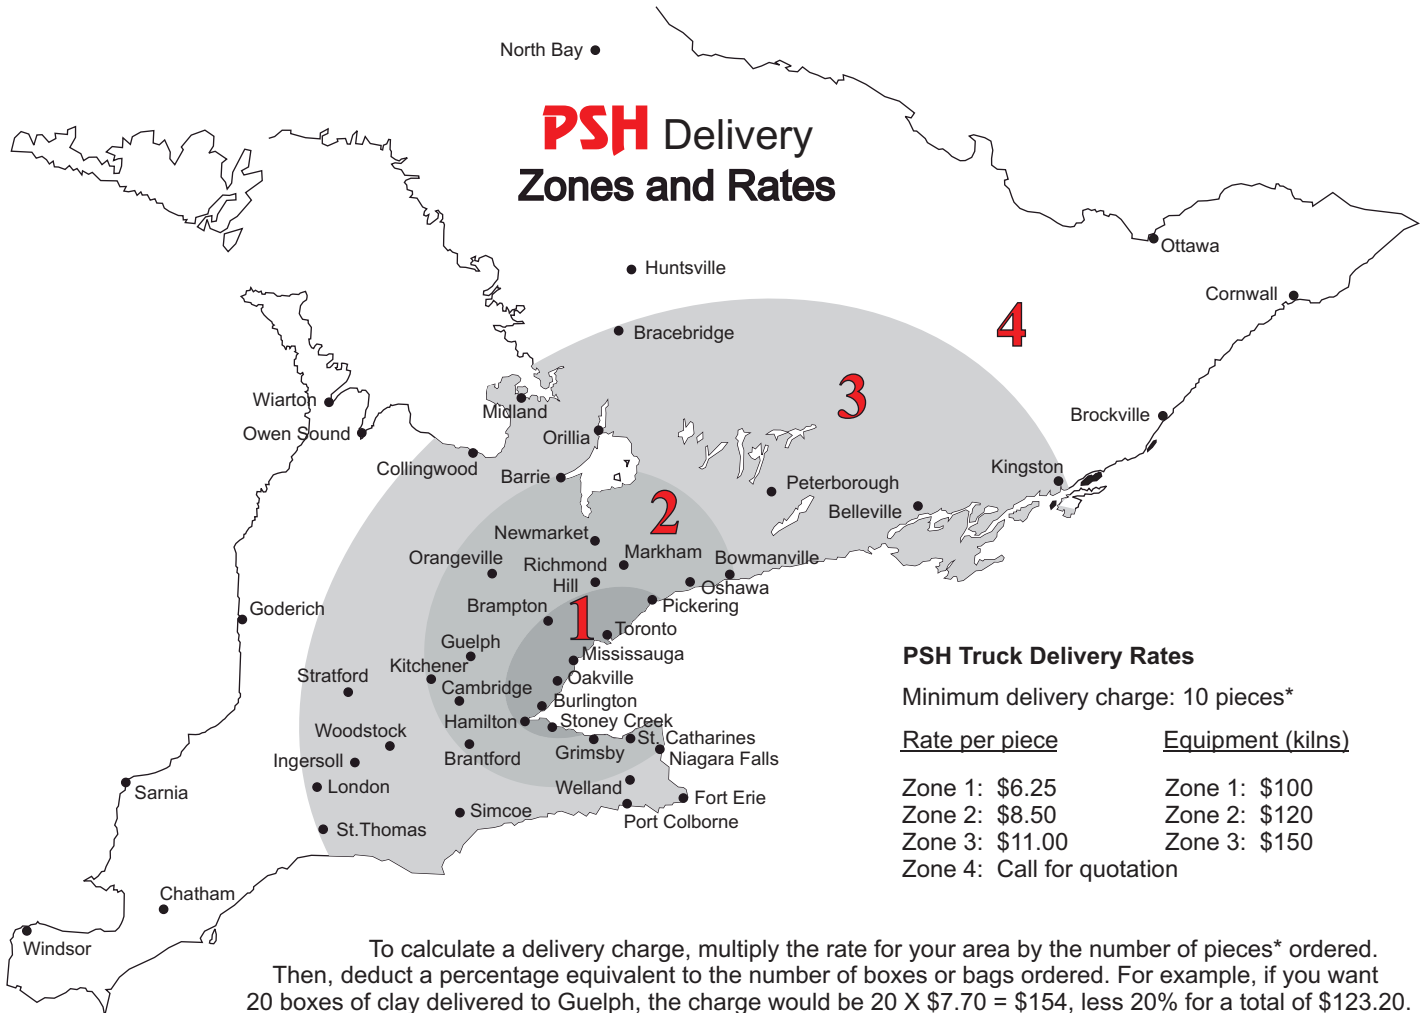 North Bay
PSH Delivery
Zones and Rates
Ottawa
Huntsville
Cornwall
4
Bracebridge
3
Wiarton
Midland
Brockville
Owen Sound
Orillia
Collingwood
Barrie
Kingston
Peterborough
2
Belleville
Newmarket
Markham
Orangeville
Richmond
Hill
Bowmanville
Oshawa
Brampton
1
Pickering
Goderich
Toronto
Guelph
Mississauga
Kitchener
Stratford
Cambridge
Oakville
Burlington
Hamilton
Stoney Creek
Woodstock
St. Catharines
Grimsby
Brantford
Niagara Falls
Ingersoll
London
Welland
Sarnia
Fort Erie
Simcoe
Port Colborne
St.Thomas
Chatham
Windsor
PSH Truck Delivery Rates
Minimum delivery charge: 10 pieces*
Rate per piece Equipment (kilns)
Zone 1: $6.25 Zone 1: $100
Zone 2: $8.50 Zone 2: $120
Zone 3: $11.00 Zone 3: $150
Zone 4: Call for quotation
To calculate a delivery charge, multiply the rate for your area by the number of pieces* ordered.
Then, deduct a percentage equivalent to the number of boxes or bags ordered. For example, if you want
20 boxes of clay delivered to Guelph, the charge would be 20 X $7.70 = $154, less 20% for a total of $123.20.